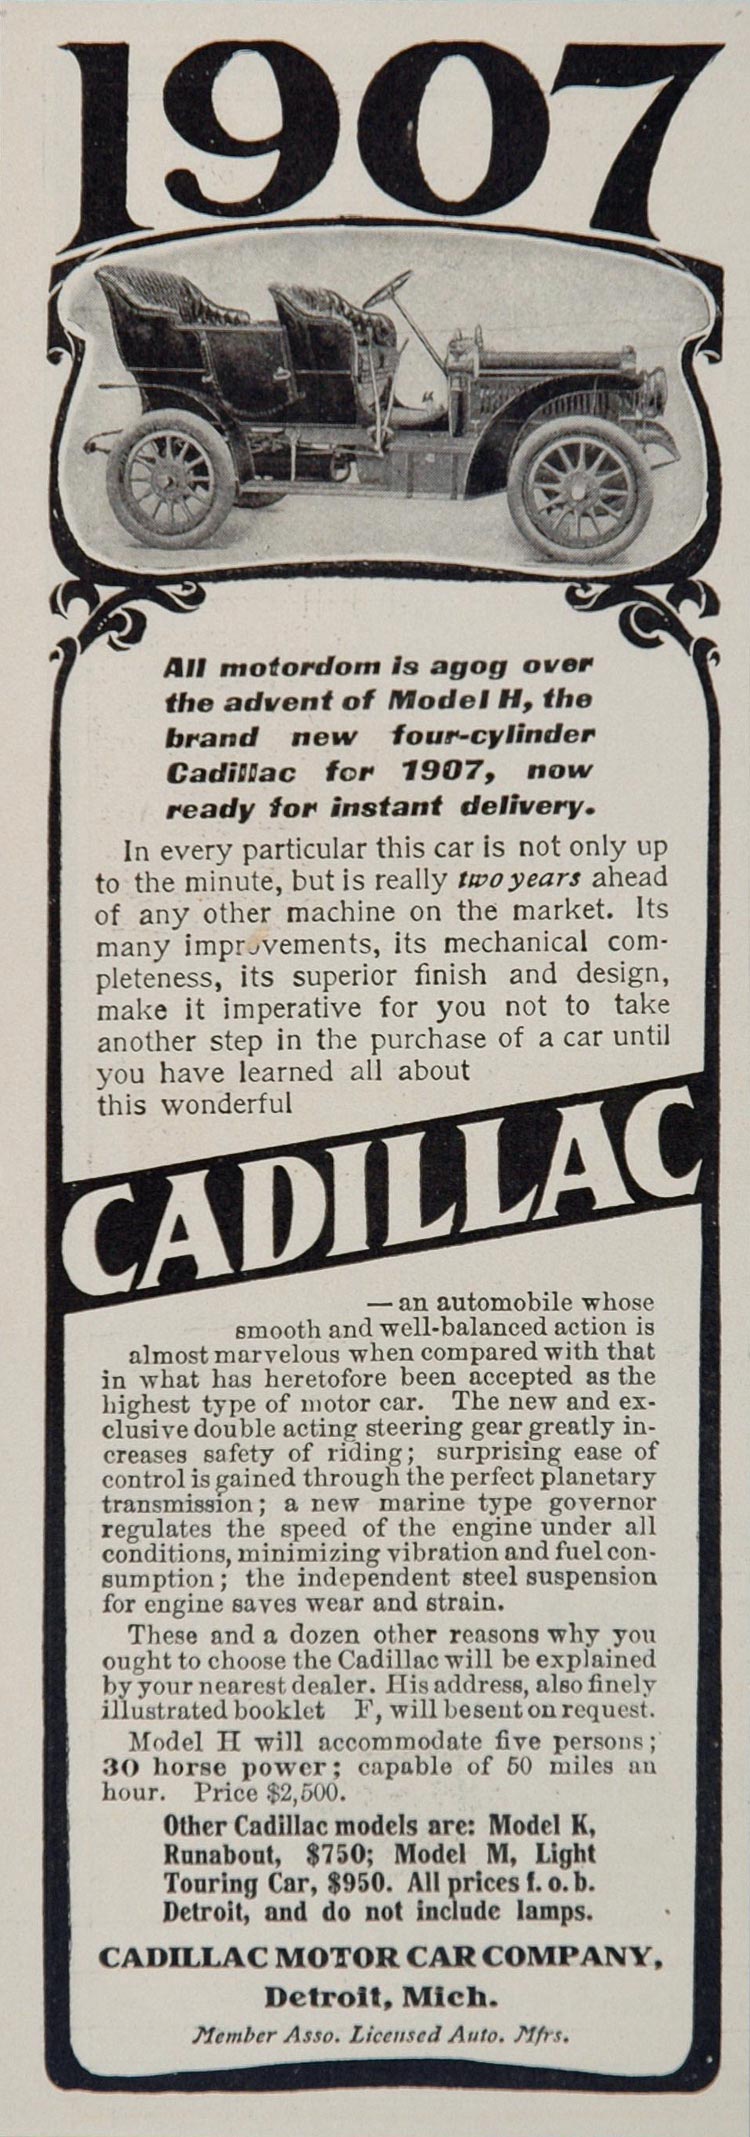 1907
All motordom is agog over
the advent of Model H, the
brand new four-cylinder
Cadillac for 1907, now
ready for instant delivery.
In every particular this car is not only up
to the minute, but is really two years ahead
of any other machine on the market. Its
many improvements, its mechanical com-
pleteness, its superior finish and design,
make it imperative for you not to take
another step in the purchase of a car until
you have learned all about
this wonderful
CADILLAC
— an automobile whose
smooth and well-balanced action is
almost marvelous when compared with that
in what has heretofore been accepted as the
highest type of motor car. The new and ex-
clusive double acting steering gear greatly in-
creases safety of riding; surprising ease of
control is gained through the perfect planetary
transmission; a new marine type governor
regulates the speed of the engine under all
conditions, minimizing vibration and fuel con-
sumption; the independent steel suspension
for engine saves wear and strain.
These and a dozen other reasons why you
ought to choose the Cadillac will be explained
by your nearest dealer. His address, also finely
illustrated booklet F, will be sent on request.
Model H will accommodate five persons;
30 horse power; capable of 50 miles an
hour. Price $2,500.
Other Cadillac models are: Model K,
Runabout, $750; Model M, Light
Touring Car, $950. All prices f. o. b.
Detroit, and do not include lamps.
CADILLAC MOTOR CAR COMPANY,
Detroit, Mich.
Member Asso. Licensed Auto. Mfrs.